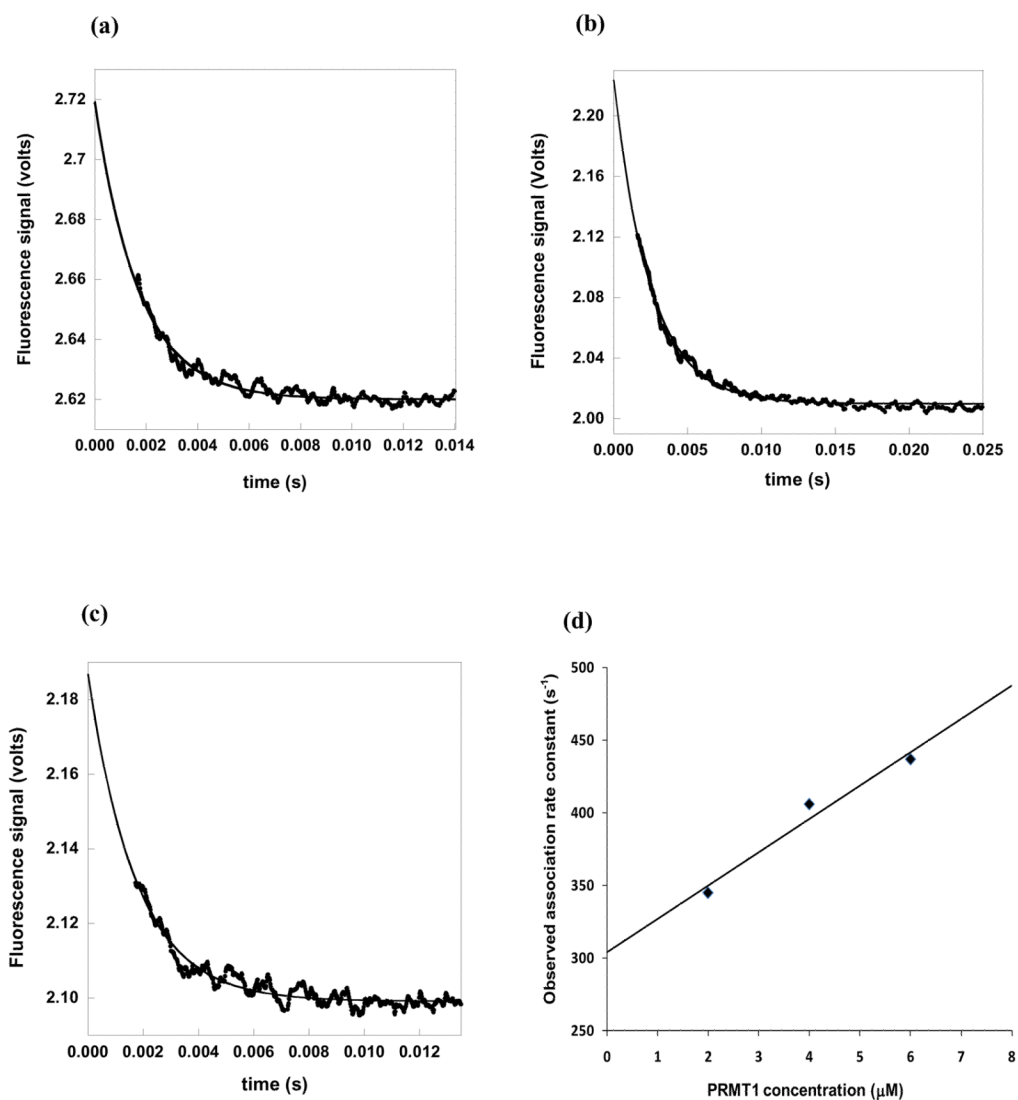 (a)
Fluorescence signal (volts)
2.72
2.7
2.68
2.66
2.64
2.62
0.000 0.002 0.004 0.006 0.008 0.010 0.012 0.014
time (s)
(b)
Fluorescence signal (Volts)
2.20
2.16
2.12
2.08
2.04
2.00
0.000 0.005 0.010 0.015 0.020 0.025
time (s)
(c)
Fluorescence signal (volts)
2.18
2.16
2.14
2.12
2.10
0.000 0.002 0.004 0.006 0.008 0.010 0.012
time (s)
(d)
Observed association rate constant (s⁻¹)
500
450
400
350
300
250
0 1 2 3 4 5 6 7 8
PRMT1 concentration (μM)